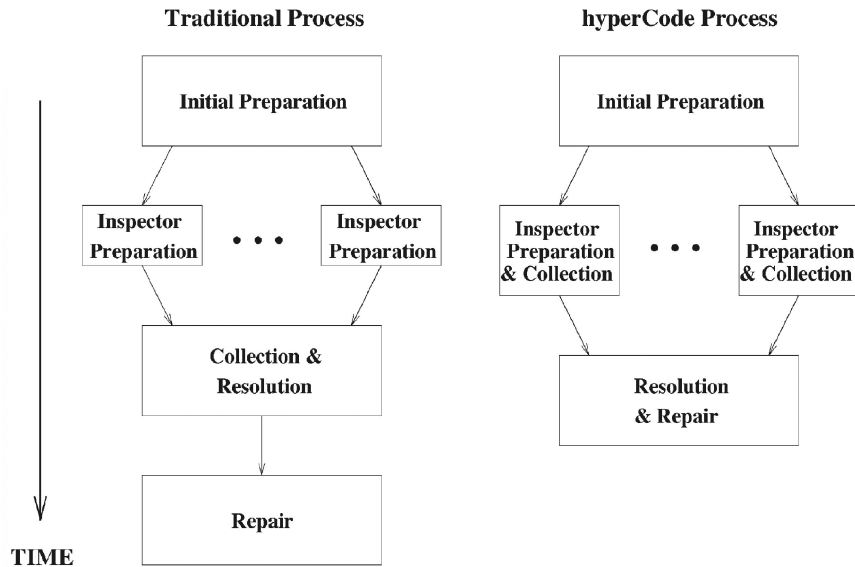 Traditional Process
Initial Preparation
Inspector
Preparation
• • •
Inspector
Preparation
Collection &
Resolution
Repair
TIME
hyperCode Process
Initial Preparation
Inspector
Preparation
& Collection
• • •
Inspector
Preparation
& Collection
Resolution
& Repair